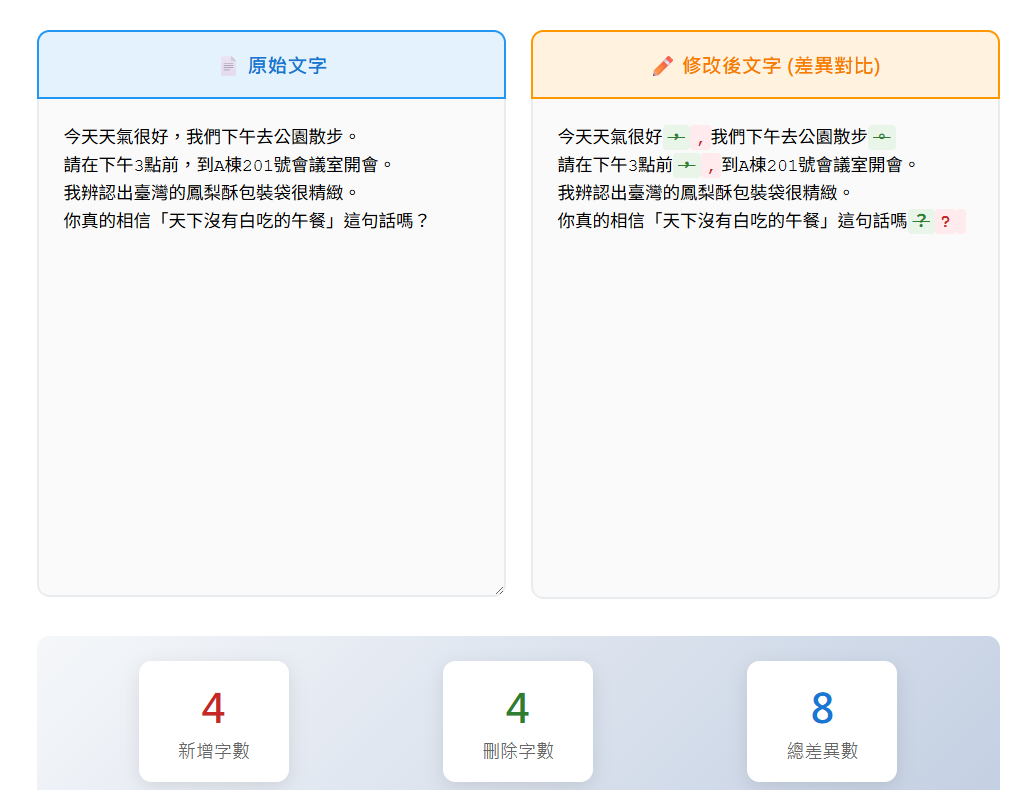 原始文字
修改後文字 (差異對比)
今天天氣很好，我們下午去公園散步。
請在下午3點前，到A棟201號會議室開會。
我辨認出臺灣的鳳梨酥包裝袋很精緻。
你真的相信「天下沒有白吃的午餐」這句話嗎？
今天天氣很好，,我們下午去公園散步。
請在下午3點前，,到A棟201號會議室開會。
我辨認出臺灣的鳳梨酥包裝袋很精緻。
你真的相信「天下沒有白吃的午餐」這句話嗎？?
4
新增字數
4
刪除字數
8
總差異數